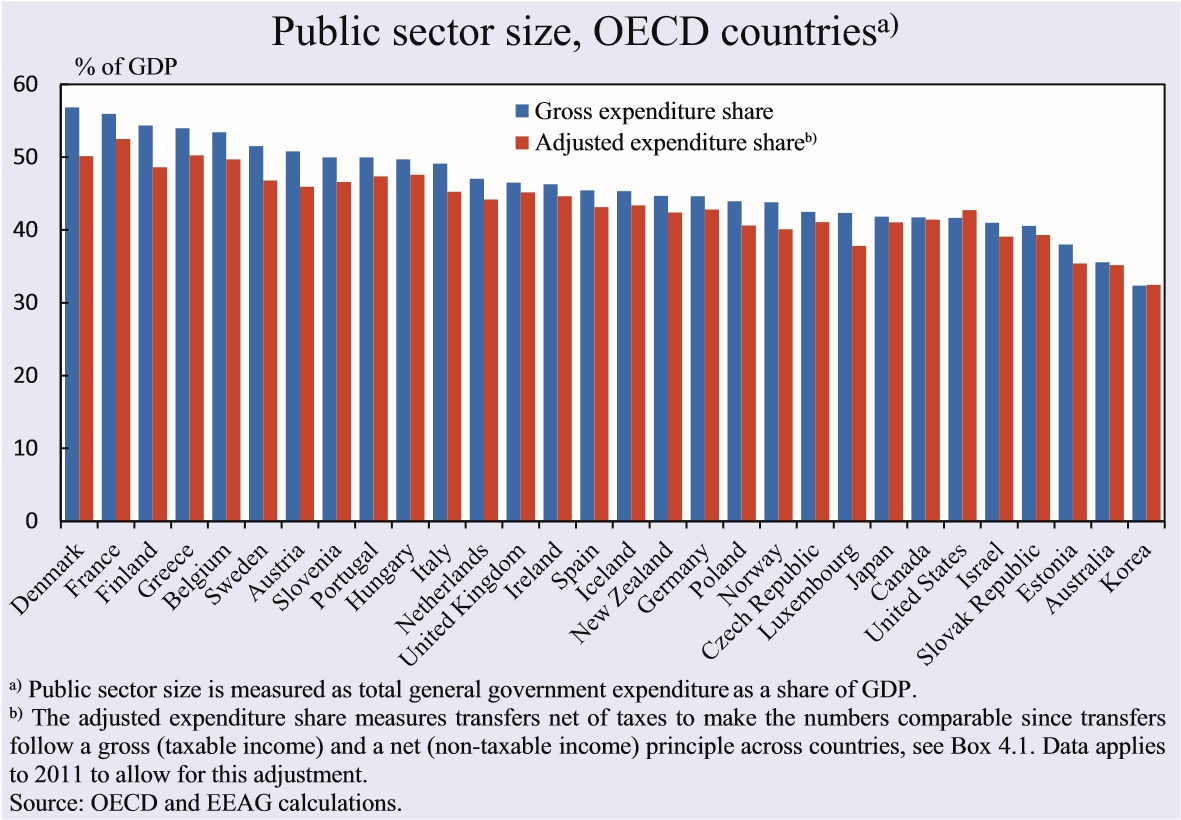 Public sector size, OECD countries a)
% of GDP
60
50
40
30
20
10
0
Gross expenditure share
Adjusted expenditure share b)
Denmark
France
Finland
Greece
Belgium
Sweden
Austria
Slovenia
Portugal
Hungary
Italy
Netherlands
United Kingdom
Ireland
Spain
Iceland
New Zealand
Germany
Poland
Norway
Czech Republic
Luxembourg
Japan
Canada
United States
Israel
Slovak Republic
Estonia
Australia
Korea
a) Public sector size is measured as total general government expenditure as a share of GDP.
b) The adjusted expenditure share measures transfers net of taxes to make the numbers comparable since transfers
follow a gross (taxable income) and a net (non-taxable income) principle across countries, see Box 4.1. Data applies
to 2011 to allow for this adjustment.
Source: OECD and EEAG calculations.